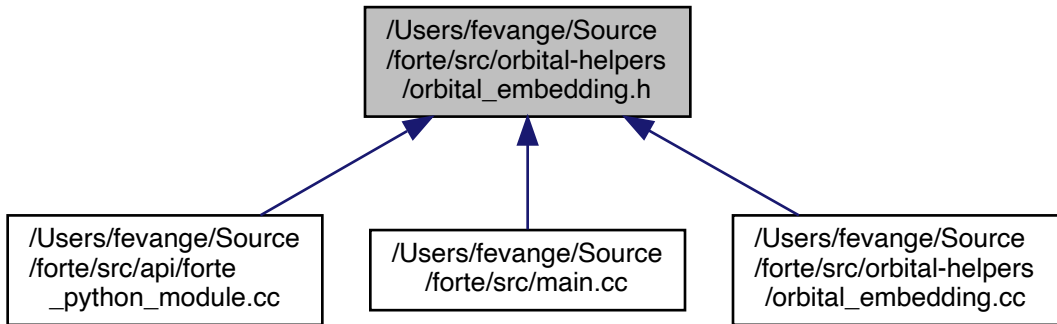 /Users/fevange/Source
/forte/src/orbital-helpers
/orbital_embedding.h
/Users/fevange/Source
/forte/src/api/forte
_python_module.cc
/Users/fevange/Source
/forte/src/main.cc
/Users/fevange/Source
/forte/src/orbital-helpers
/orbital_embedding.cc